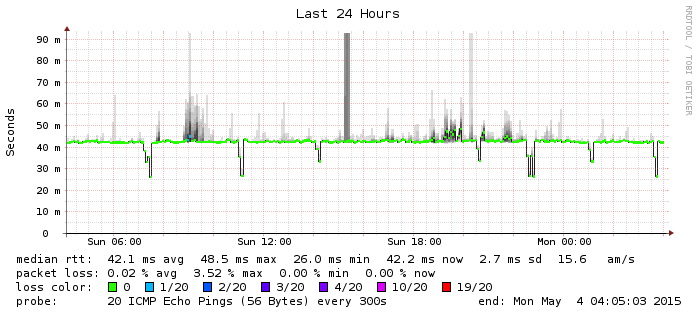 Last 24 Hours
RRDTOOL / TOBI OETIKER
Seconds
90 m
80 m
70 m
60 m
50 m
40 m
30 m
20 m
10 m
0
Sun 06:00 Sun 12:00 Sun 18:00 Mon 00:00
median rtt: 42.1 ms avg 48.5 ms max 26.0 ms min 42.2 ms now 2.7 ms sd 15.6 am/s
packet loss: 0.02 % avg 3.52 % max 0.00 % min 0.00 % now
loss color: 0 1/20 2/20 3/20 4/20 10/20 19/20
probe: 20 ICMP Echo Pings (56 Bytes) every 300s end: Mon May 4 04:05:03 2015